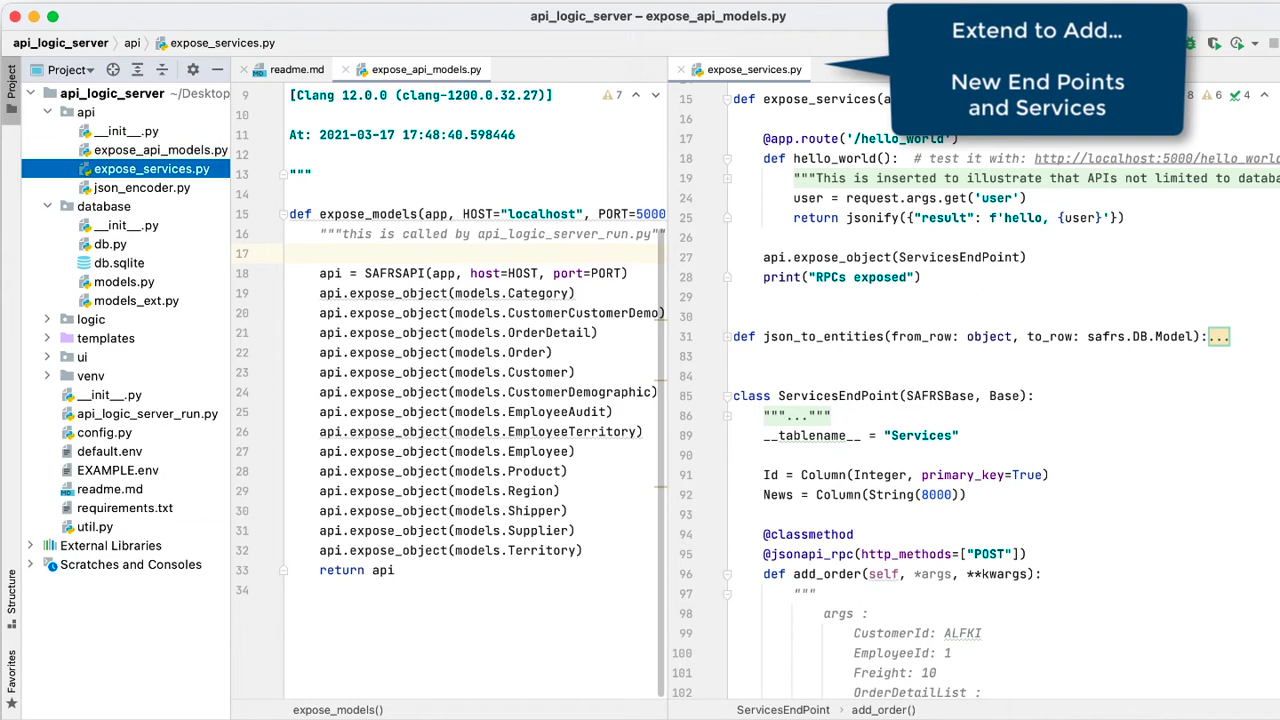 api_logic_server – expose_api_models.py
api_logic_server
api
expose_services.py
Extend to Add…
New End Points
and Services
Project
Structure
Favorites
Project
api_logic_server ~/Desktop
api
__init__.py
expose_api_models.py
expose_services.py
json_encoder.py
database
__init__.py
db.py
db.sqlite
models.py
models_ext.py
logic
templates
ui
venv
__init__.py
api_logic_server_run.py
config.py
default.env
EXAMPLE.env
readme.md
requirements.txt
util.py
External Libraries
Scratches and Consoles
readme.md
expose_api_models.py
7
9 [Clang 12.0.0 (clang-1200.0.32.27)]
10
11 At: 2021-03-17 17:48:40.598446
12
13 """
14
15 def expose_models(app, HOST="localhost", PORT=5000
16 """this is called by api_logic_server_run.py""
17
18 api = SAFRSAPI(app, host=HOST, port=PORT)
19 api.expose_object(models.Category)
20 api.expose_object(models.CustomerCustomerDemo)
21 api.expose_object(models.OrderDetail)
22 api.expose_object(models.Order)
23 api.expose_object(models.Customer)
24 api.expose_object(models.CustomerDemographic)
25 api.expose_object(models.EmployeeAudit)
26 api.expose_object(models.EmployeeTerritory)
27 api.expose_object(models.Employee)
28 api.expose_object(models.Product)
29 api.expose_object(models.Region)
30 api.expose_object(models.Shipper)
31 api.expose_object(models.Supplier)
32 api.expose_object(models.Territory)
33 return api
34
expose_models()
expose_services.py
8 6 4
15 def expose_services(a
16
17 @app.route('/hello_world')
18 def hello_world(): # test it with: http://localhost:5000/hello_world
19 """This is inserted to illustrate that APIs not limited to databa
24 user = request.args.get('user')
25 return jsonify({"result": f'hello, {user}'})
26
27 api.expose_object(ServicesEndPoint)
28 print("RPCs exposed")
29
30
31 def json_to_entities(from_row: object, to_row: safrs.DB.Model):...
83
84
85 class ServicesEndPoint(SAFRSBase, Base):
86 """..."""
89 __tablename__ = "Services"
90
91 Id = Column(Integer, primary_key=True)
92 News = Column(String(8000))
93
94 @classmethod
95 @jsonapi_rpc(http_methods=["POST"])
96 def add_order(self, *args, **kwargs):
97 """
98 args :
99 CustomerId: ALFKI
100 EmployeeId: 1
101 Freight: 10
102 OrderDetailList :
ServicesEndPoint
add_order()